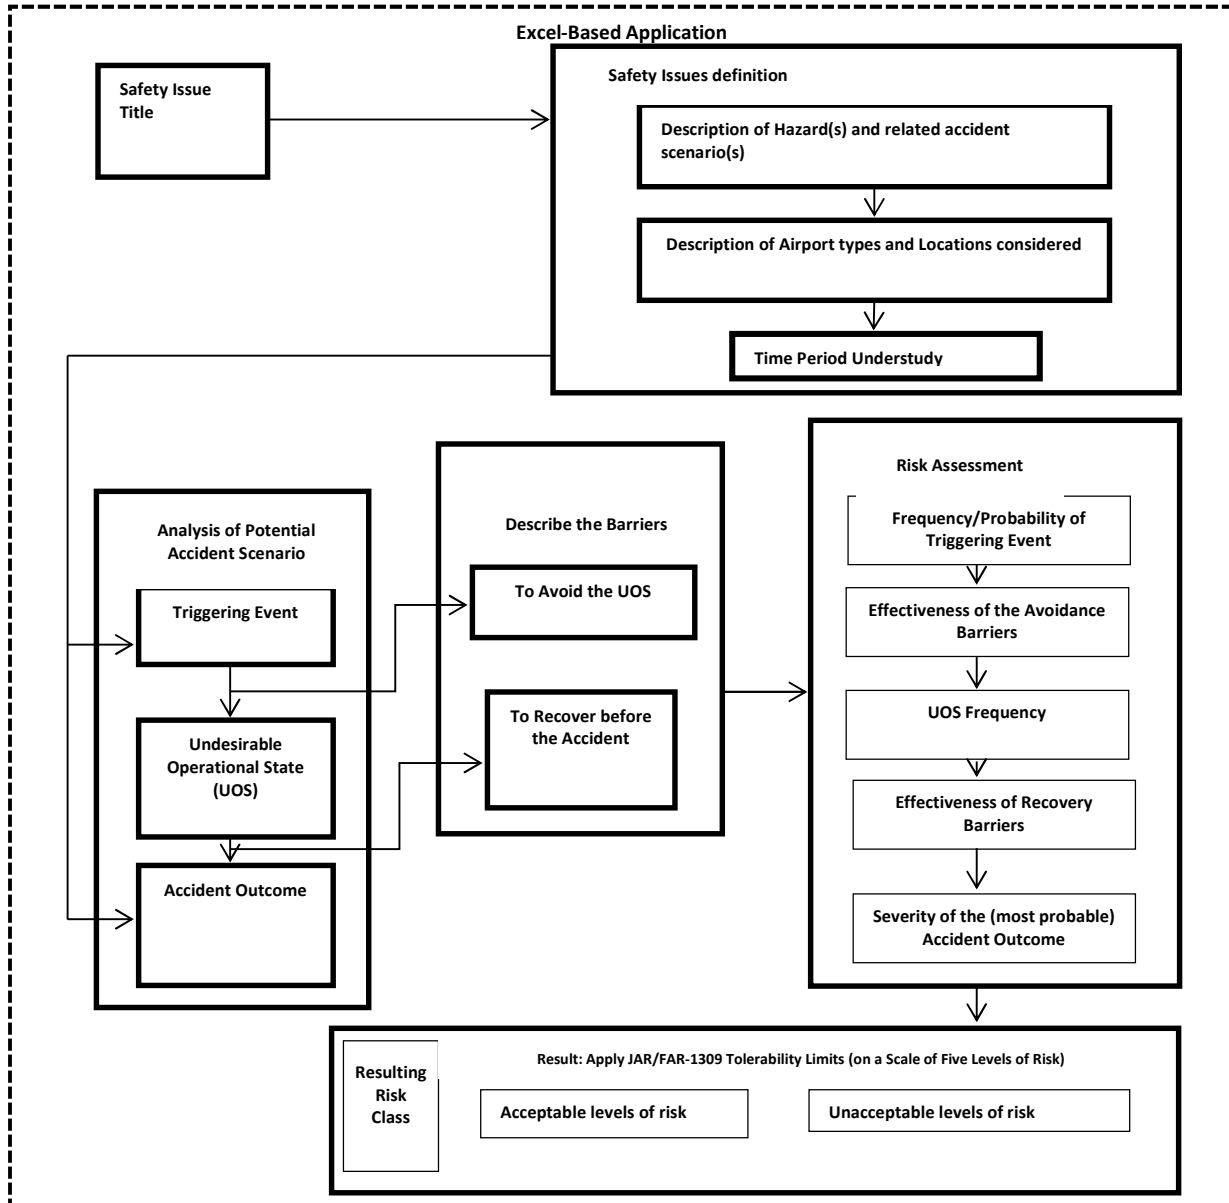 Excel-Based Application
Safety Issue
Title
Safety Issues definition
Description of Hazard(s) and related accident
scenario(s)
Description of Airport types and Locations considered
Time Period Understudy
Analysis of Potential
Accident Scenario
Triggering Event
Undesirable
Operational State
(UOS)
Accident Outcome
Describe the Barriers
To Avoid the UOS
To Recover before
the Accident
Risk Assessment
Frequency/Probability of
Triggering Event
Effectiveness of the Avoidance
Barriers
UOS Frequency
Effectiveness of Recovery
Barriers
Severity of the (most probable)
Accident Outcome
Resulting
Risk
Class
Result: Apply JAR/FAR-1309 Tolerability Limits (on a Scale of Five Levels of Risk)
Acceptable levels of risk
Unacceptable levels of risk